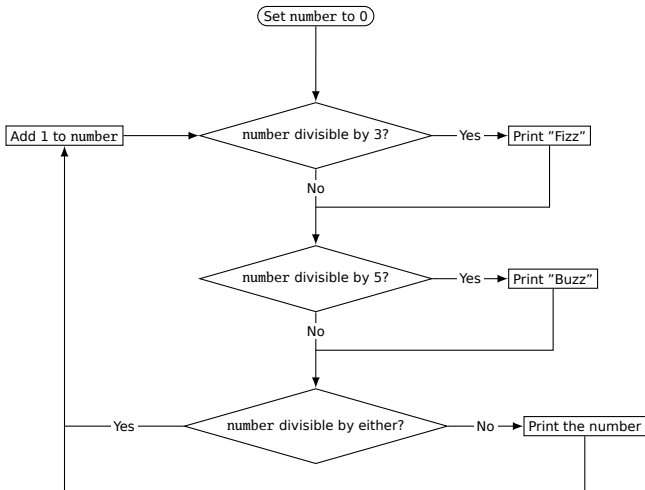 Set number to 0
Add 1 to number
number divisible by 3?
Yes
Print ”Fizz”
No
number divisible by 5?
Yes
Print ”Buzz”
No
Yes
number divisible by either?
No
Print the number